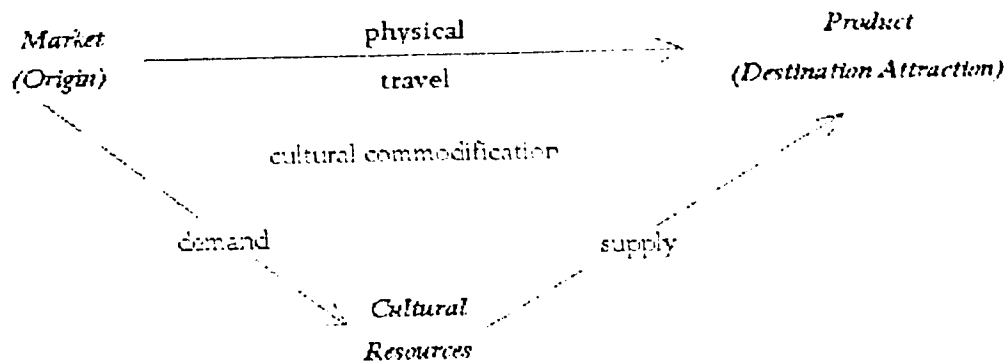 Market
(Origin)
physical
travel
Product
(Destination Attraction)
cultural commodification
demand
supply
Cultural
Resources